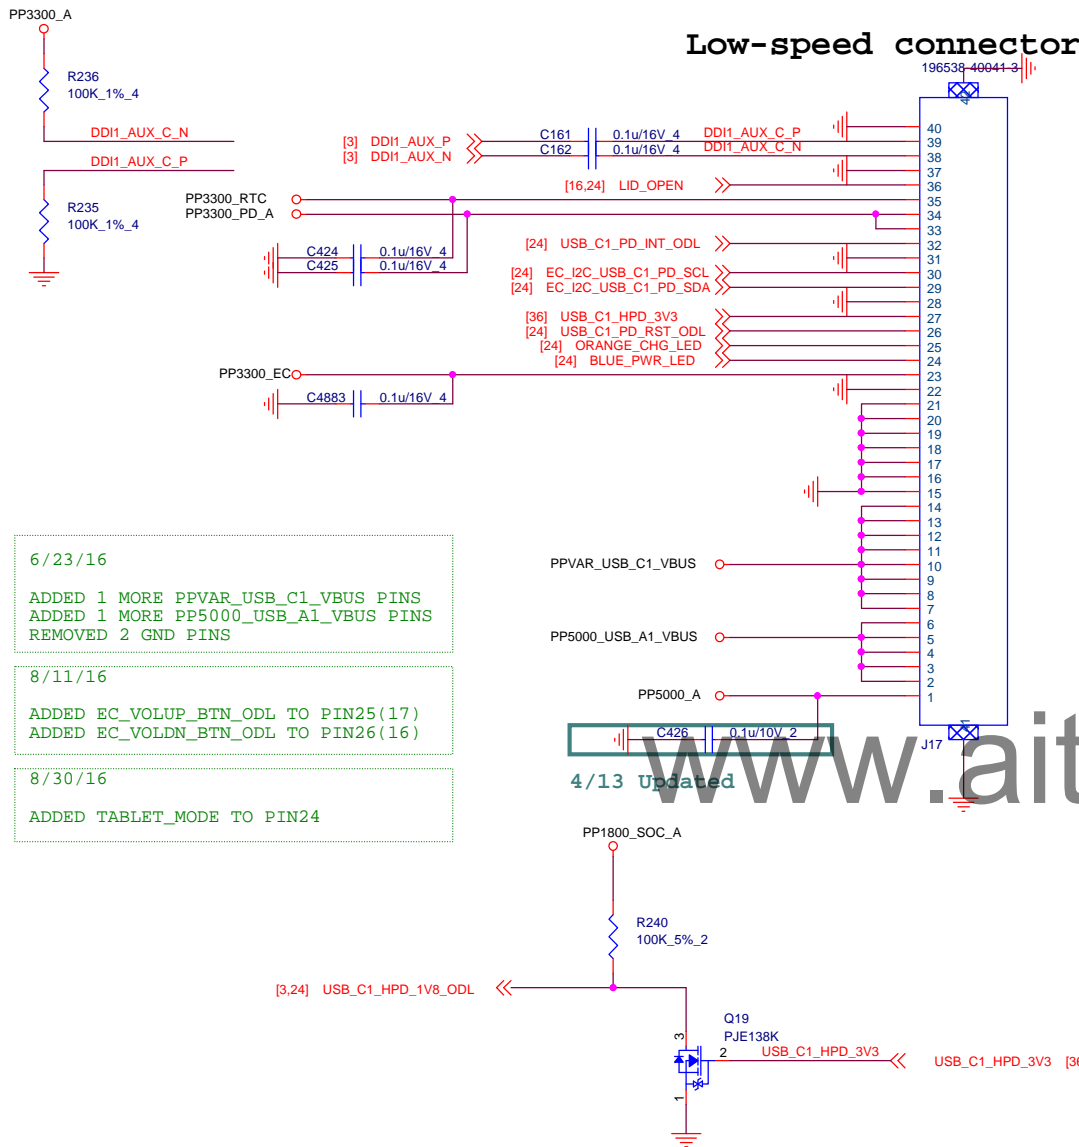 PP3300_A
Low-speed connector
196538-40041-3
42
R236
100K_1%_4
DDI1_AUX_C_N
DDI1_AUX_C_P
R235
100K_1%_4
[3] DDI1_AUX_P C161 0.1u/16V_4 DDI1_AUX_C_P
[3] DDI1_AUX_N C162 0.1u/16V_4 DDI1_AUX_C_N
[16,24] LID_OPEN
PP3300_RTC
PP3300_PD_A
C424 0.1u/16V_4
C425 0.1u/16V_4
[24] USB_C1_PD_INT_ODL
[24] EC_I2C_USB_C1_PD_SCL
[24] EC_I2C_USB_C1_PD_SDA
[36] USB_C1_HPD_3V3
[24] USB_C1_PD_RST_ODL
[24] ORANGE_CHG_LED
[24] BLUE_PWR_LED
PP3300_EC
C4883 0.1u/16V_4
40
39
38
37
36
35
34
33
32
31
30
29
28
27
26
25
24
23
22
21
20
19
18
17
16
15
14
13
12
11
10
9
8
7
6
5
4
3
2
1
41
J17
PPVAR_USB_C1_VBUS
PP5000_USB_A1_VBUS
PP5000_A
C426 0.1u/10V_2
4/13 Updated
www.ait
6/23/16
ADDED 1 MORE PPVAR_USB_C1_VBUS PINS
ADDED 1 MORE PP5000_USB_A1_VBUS PINS
REMOVED 2 GND PINS
8/11/16
ADDED EC_VOLUP_BTN_ODL TO PIN25(17)
ADDED EC_VOLDN_BTN_ODL TO PIN26(16)
8/30/16
ADDED TABLET_MODE TO PIN24
PP1800_SOC_A
R240
100K_5%_2
[3,24] USB_C1_HPD_1V8_ODL
Q19
PJE138K
3
2
1
USB_C1_HPD_3V3
USB_C1_HPD_3V3 [36